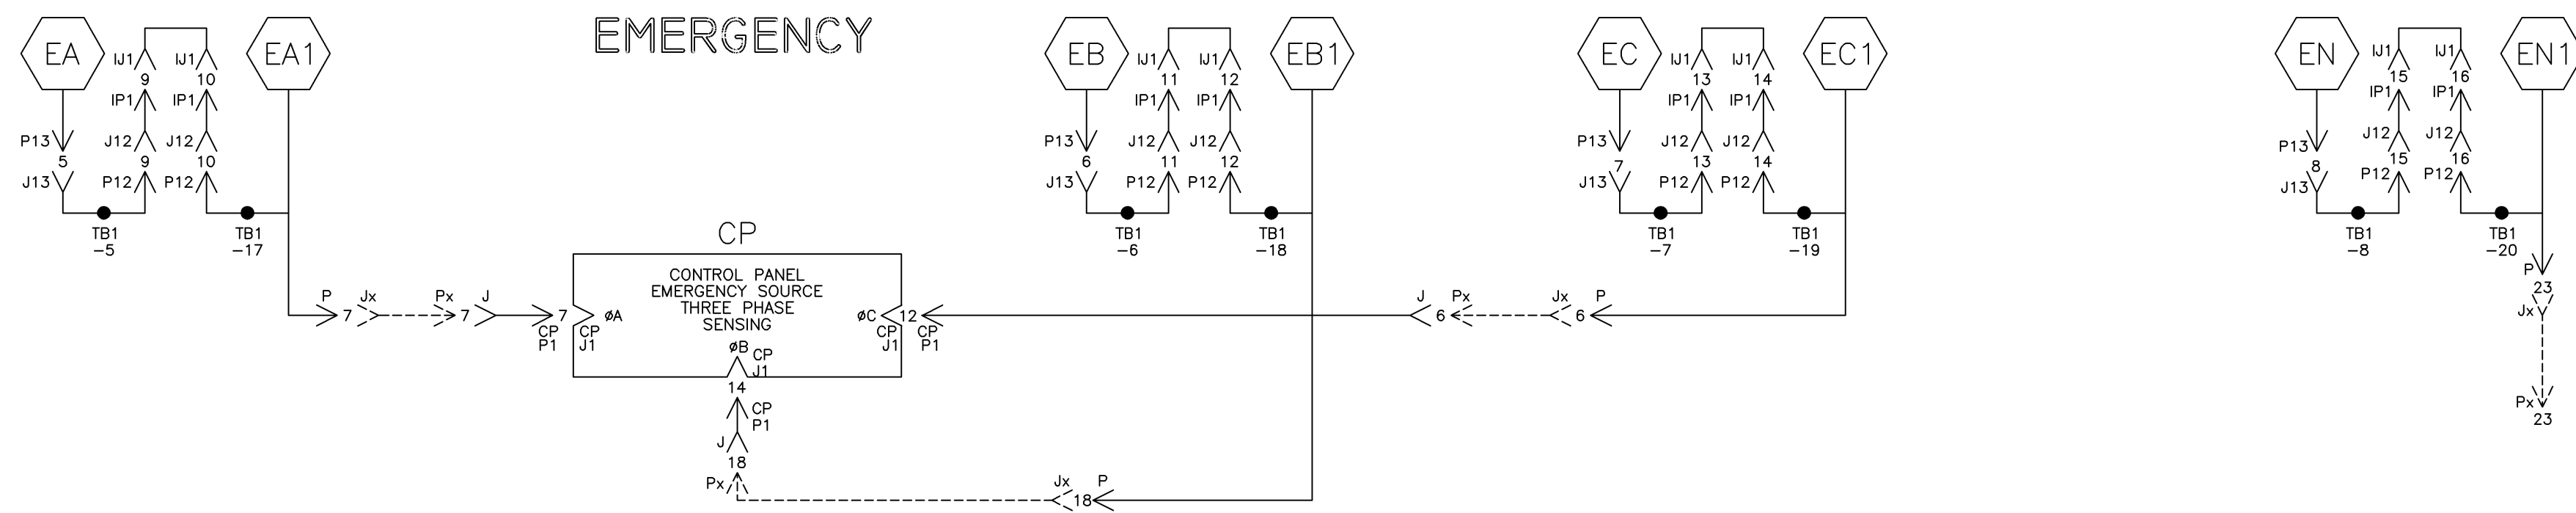 EMERGENCY
EA
IJ1
IJ1
EA1
9
10
IP1
IP1
P13
J12
J12
5
9
10
J13
P12
P12
TB1
-5
TB1
-17
EB
IJ1
IJ1
EB1
11
12
IP1
IP1
P13
J12
J12
6
11
12
J13
P12
P12
TB1
-6
TB1
-18
EC
IJ1
IJ1
EC1
13
14
IP1
IP1
P13
J12
J12
7
13
14
J13
P12
P12
TB1
-7
TB1
-19
EN
IJ1
IJ1
EN1
15
16
IP1
IP1
P13
J12
J12
8
15
16
J13
P12
P12
TB1
-8
TB1
-20
P
23
Jx
Px
23
CP
CONTROL PANEL
EMERGENCY SOURCE
THREE PHASE
SENSING
P
Jx
Px
J
7
7
7
øA
CP
P1
CP
J1
øC
12
CP
J1
CP
P1
J
Px
Jx
P
6
6
øB
CP
J1
14
CP
P1
J
18
Px
Jx
P
18